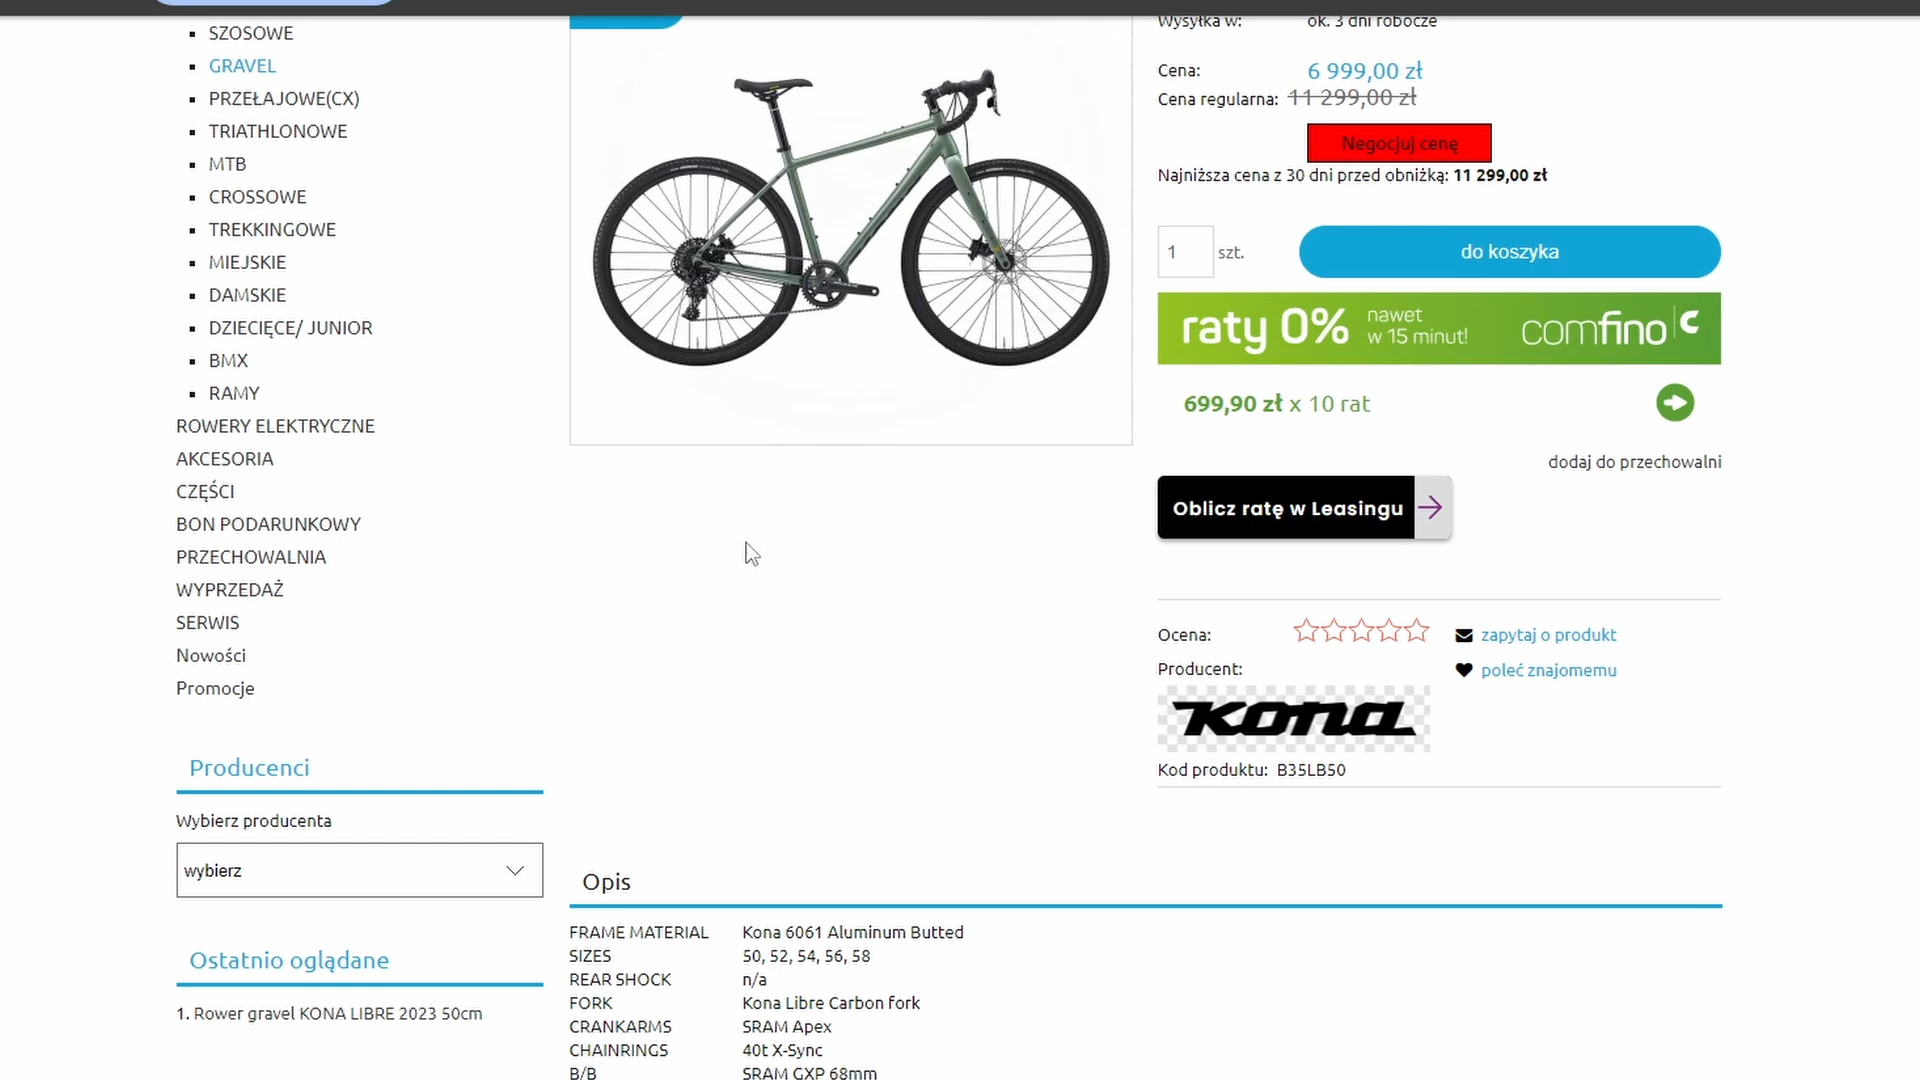 SZOSOWE
GRAVEL
PRZEŁAJOWE(CX)
TRIATHLONOWE
MTB
CROSSOWE
TREKKINGOWE
MIEJSKIE
DAMSKIE
DZIECIĘCE/ JUNIOR
BMX
RAMY
ROWERY ELEKTRYCZNE
AKCESORIA
CZĘŚCI
BON PODARUNKOWY
PRZECHOWALNIA
WYPRZEDAŻ
SERWIS
Nowości
Promocje
Producenci
Wybierz producenta
wybierz
Ostatnio oglądane
1. Rower gravel KONA LIBRE 2023 50cm
Wysyłka w: ok. 3 dni robocze
Cena: 6 999,00 zł
Cena regularna: 11 299,00 zł
Negocjuj cenę
Najniższa cena z 30 dni przed obniżką: 11 299,00 zł
1 szt. do koszyka
raty 0% nawet w 15 minut! comfino
699,90 zł x 10 rat
dodaj do przechowalni
Oblicz ratę w Leasingu
Ocena: zapytaj o produkt
Producent: poleć znajomemu
KONA
Kod produktu: B35LB50
Opis
FRAME MATERIAL Kona 6061 Aluminum Butted
SIZES 50, 52, 54, 56, 58
REAR SHOCK n/a
FORK Kona Libre Carbon fork
CRANKARMS SRAM Apex
CHAINRINGS 40t X-Sync
B/B SRAM GXP 68mm